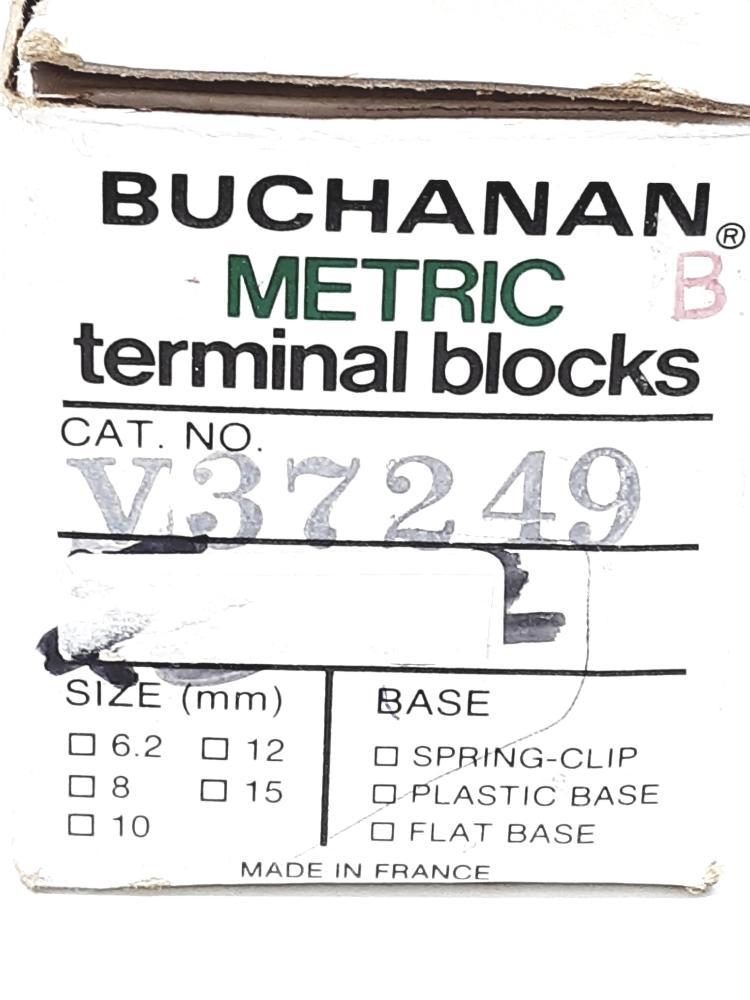 BUCHANAN®
METRIC B
terminal blocks
CAT. NO.
V37249
SIZE (mm)
☐ 6.2 ☐ 12
☐ 8 ☐ 15
☐ 10
BASE
☐ SPRING-CLIP
☐ PLASTIC BASE
☐ FLAT BASE
MADE IN FRANCE